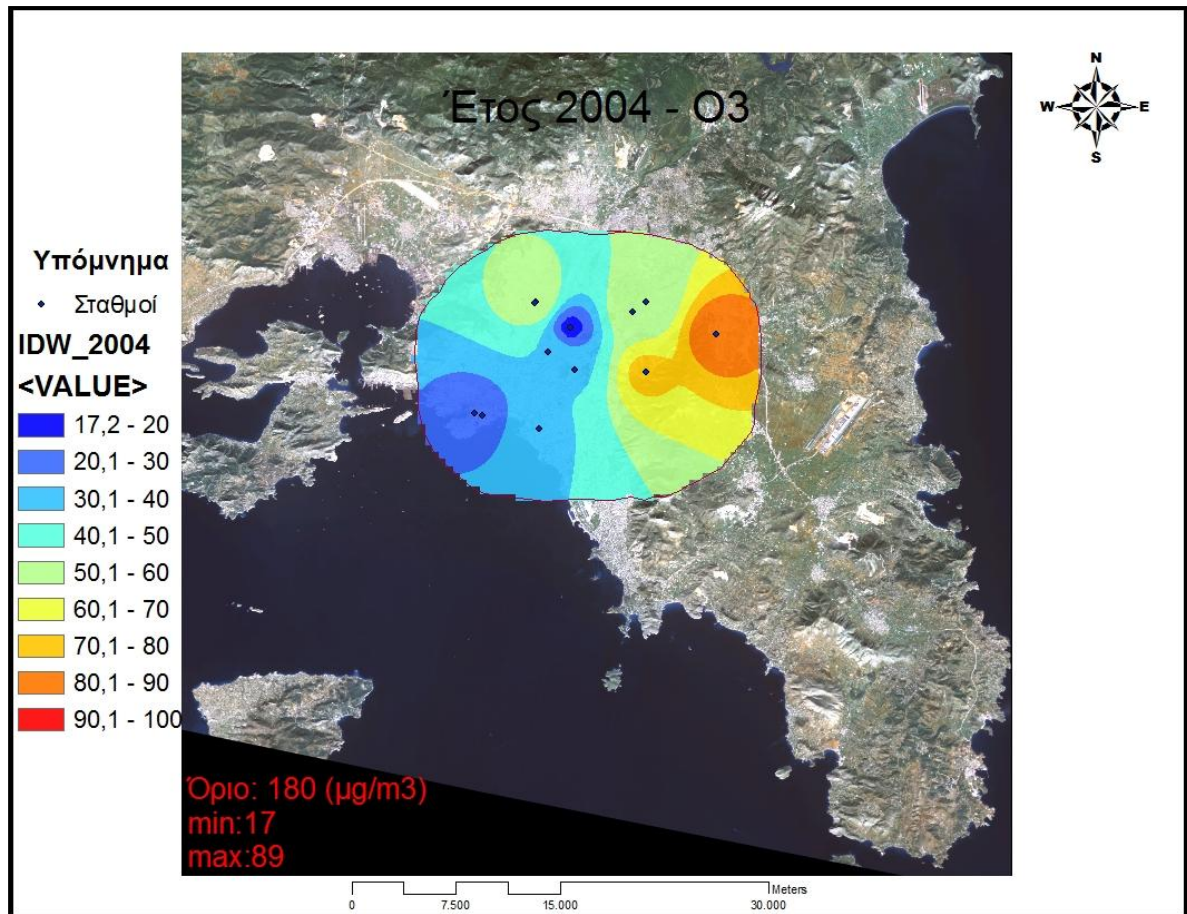 Έτος 2004 - O3
N
W
E
S
Υπόμνημα
Σταθμοί
IDW_2004
<VALUE>
17,2 - 20
20,1 - 30
30,1 - 40
40,1 - 50
50,1 - 60
60,1 - 70
70,1 - 80
80,1 - 90
90,1 - 100
Όριο: 180 (μg/m3)
min:17
max:89
Meters
0 7.500 15.000 30.000